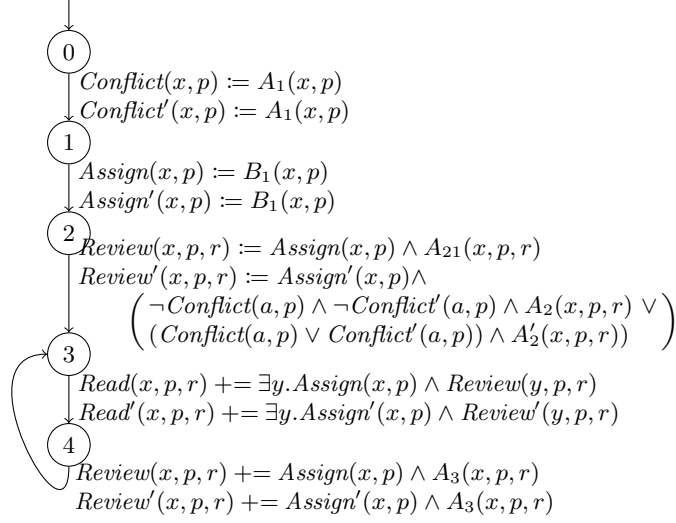 0
Conflict(x, p) := A₁(x, p)
Conflict′(x, p) := A₁(x, p)
1
Assign(x, p) := B₁(x, p)
Assign′(x, p) := B₁(x, p)
2
Review(x, p, r) := Assign(x, p) ∧ A₂₁(x, p, r)
Review′(x, p, r) := Assign′(x, p)∧
( ¬Conflict(a, p) ∧ ¬Conflict′(a, p) ∧ A₂(x, p, r) ∨
(Conflict(a, p) ∨ Conflict′(a, p)) ∧ A′₂(x, p, r)) )
3
Read(x, p, r) += ∃y.Assign(x, p) ∧ Review(y, p, r)
Read′(x, p, r) += ∃y.Assign′(x, p) ∧ Review′(y, p, r)
4
Review(x, p, r) += Assign(x, p) ∧ A₃(x, p, r)
Review′(x, p, r) += Assign′(x, p) ∧ A₃(x, p, r)